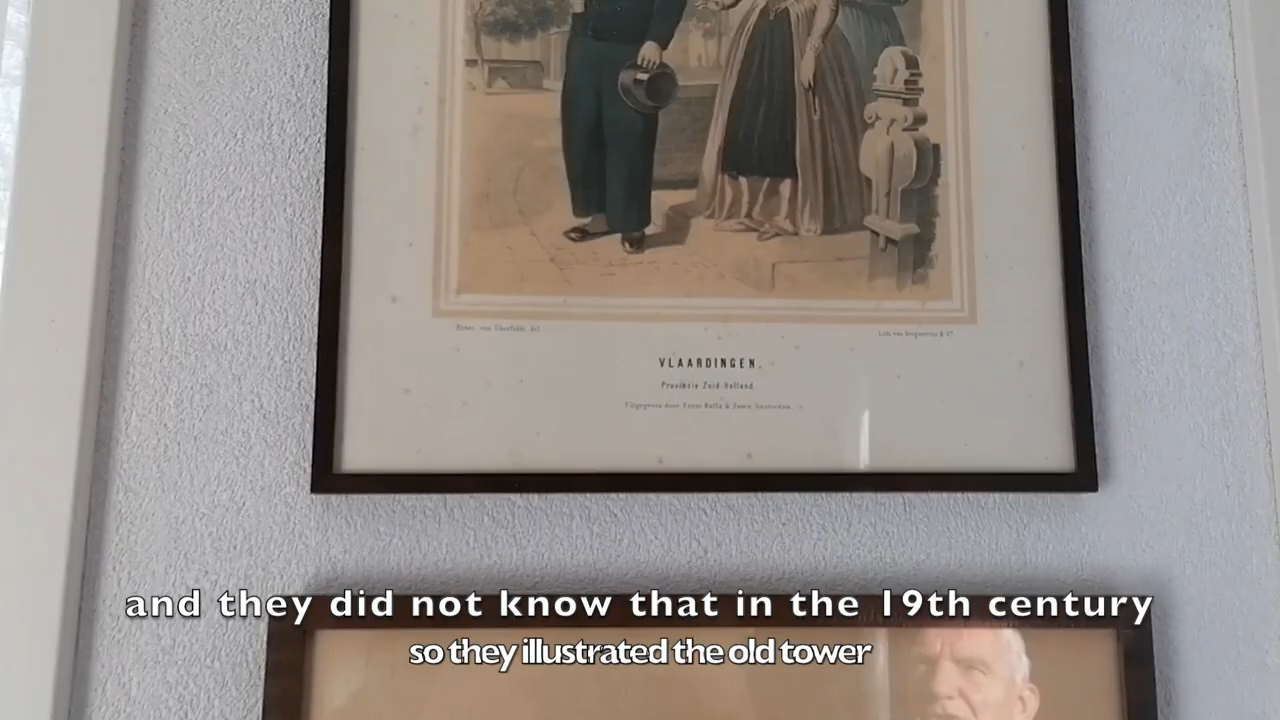 VLAARDINGEN.
Provincie Zuid-Holland.
and they did not know that in the 19th century
so they illustrated the old tower